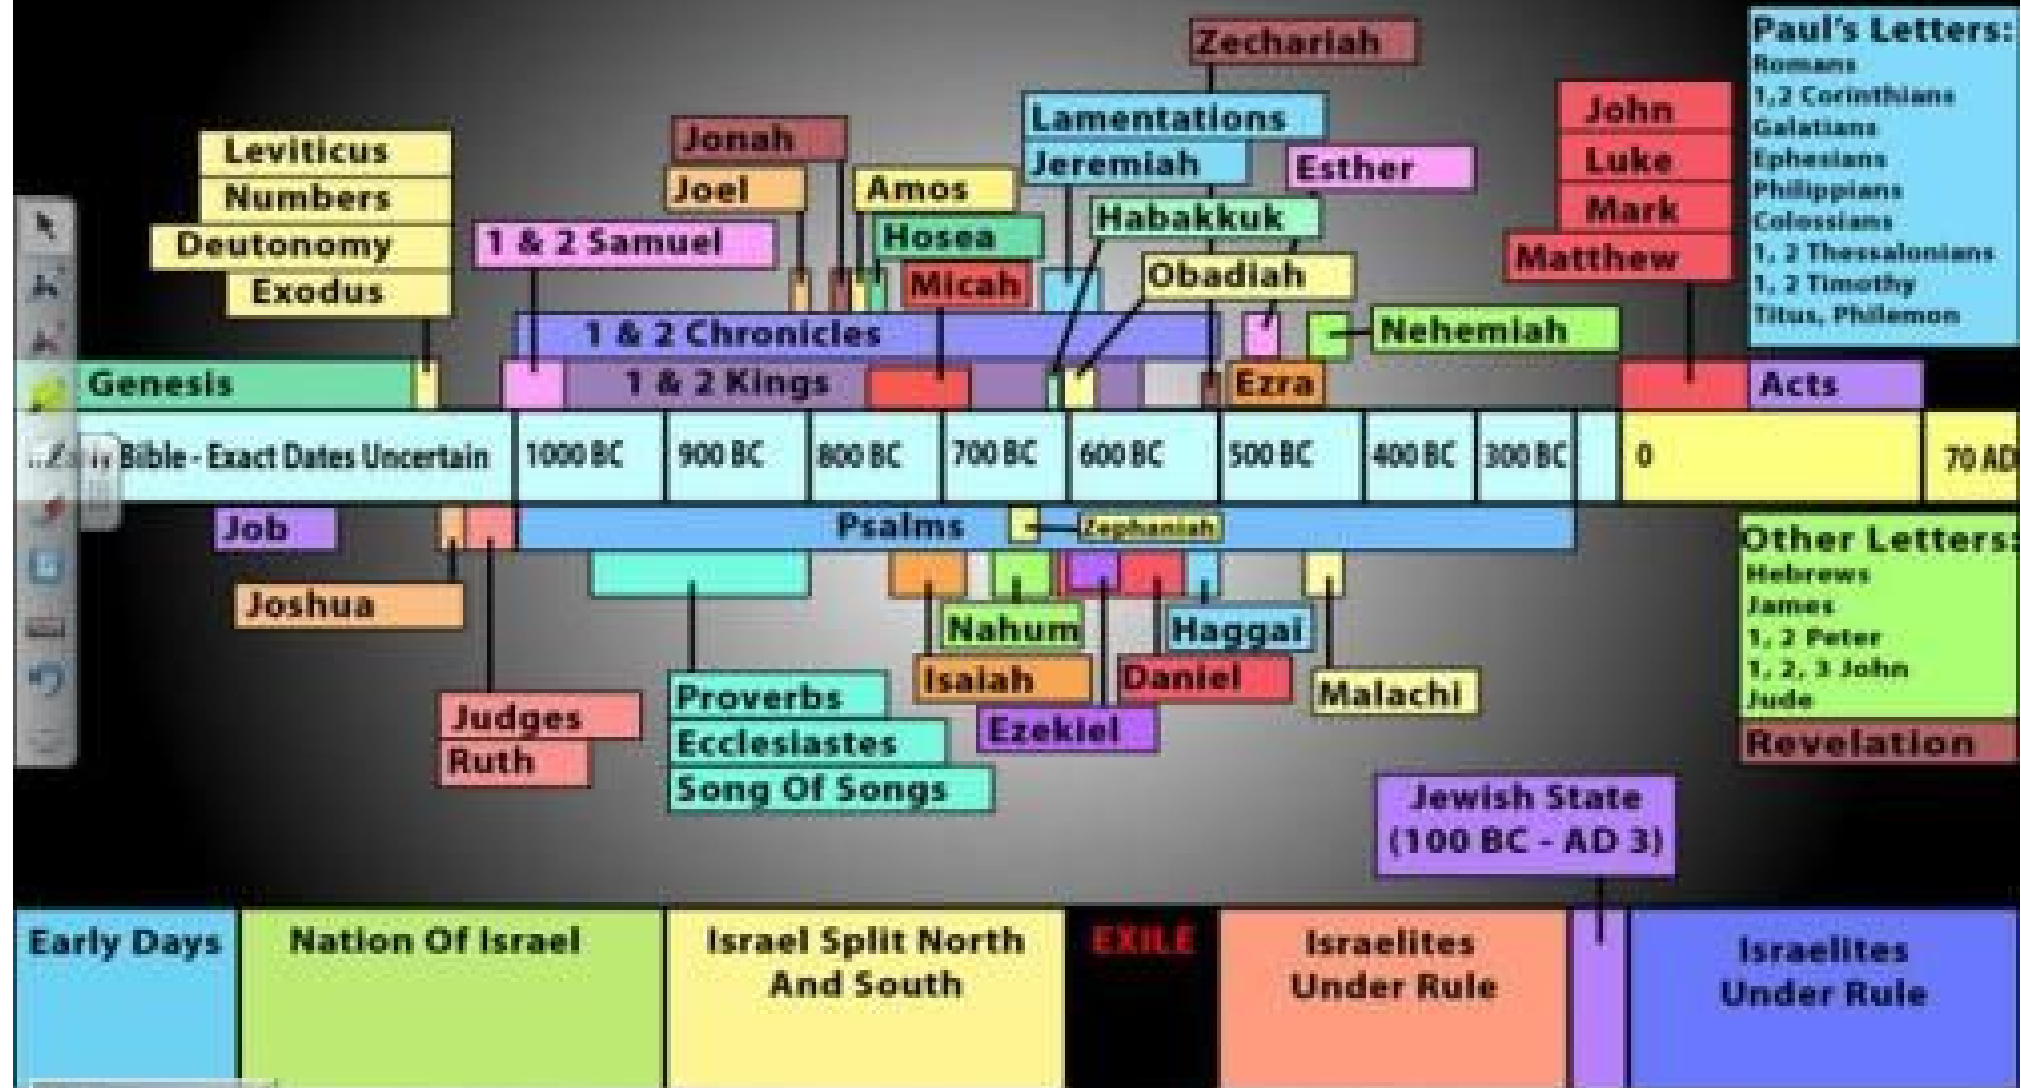 Zechariah
Paul's Letters:
Romans
1,2 Corinthians
Galatians
Ephesians
Philippians
Colossians
1, 2 Thessalonians
1, 2 Timothy
Titus, Philemon
Lamentations
Jeremiah
Esther
John
Luke
Mark
Matthew
Leviticus
Numbers
Deutonomy
Exodus
Jonah
Joel
Amos
Hosea
Micah
1 & 2 Samuel
Habakkuk
Obadiah
1 & 2 Chronicles
Nehemiah
Genesis
1 & 2 Kings
Ezra
Acts
Bible - Exact Dates Uncertain
1000 BC
900 BC
800 BC
700 BC
600 BC
500 BC
400 BC
300 BC
0
70 AD
Job
Psalms
Zephaniah
Joshua
Nahum
Haggai
Isaiah
Daniel
Malachi
Ezekiel
Judges
Ruth
Proverbs
Ecclesiastes
Song Of Songs
Other Letters:
Hebrews
James
1, 2 Peter
1, 2, 3 John
Jude
Revelation
Jewish State
(100 BC - AD 3)
Early Days
Nation Of Israel
Israel Split North
And South
EXILE
Israelites
Under Rule
Israelites
Under Rule